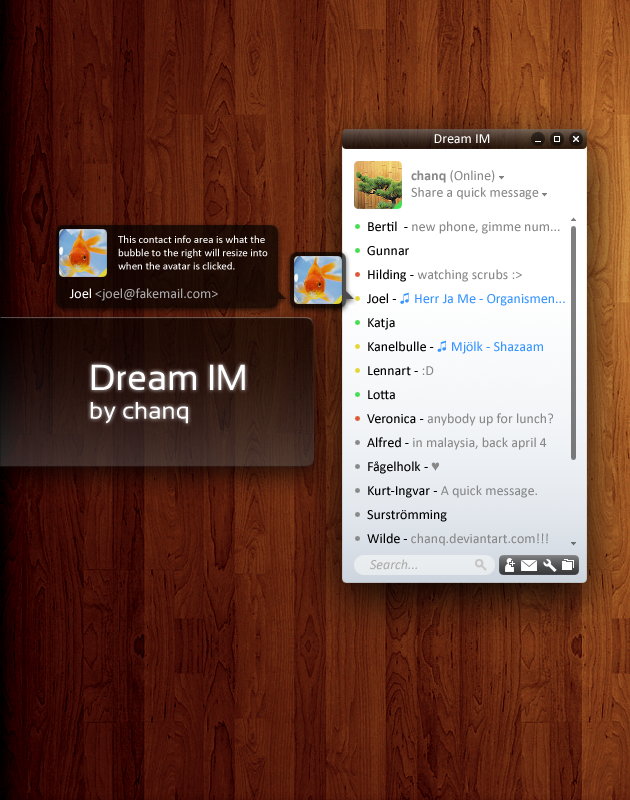 Dream IM
chanq (Online)
Share a quick message
Bertil - new phone, gimme num...
Gunnar
Hilding - watching scrubs :>
Joel - ♫ Herr Ja Me - Organismen...
Katja
Kanelbulle - ♫ Mjölk - Shazaam
Lennart - :D
Lotta
Veronica - anybody up for lunch?
Alfred - in malaysia, back april 4
Fågelholk - ♥
Kurt-Ingvar - A quick message.
Surströmming
Wilde - chanq.deviantart.com!!!
Search...
This contact info area is what the
bubble to the right will resize into
when the avatar is clicked.
Joel <joel@fakemail.com>
Dream IM
by chanq